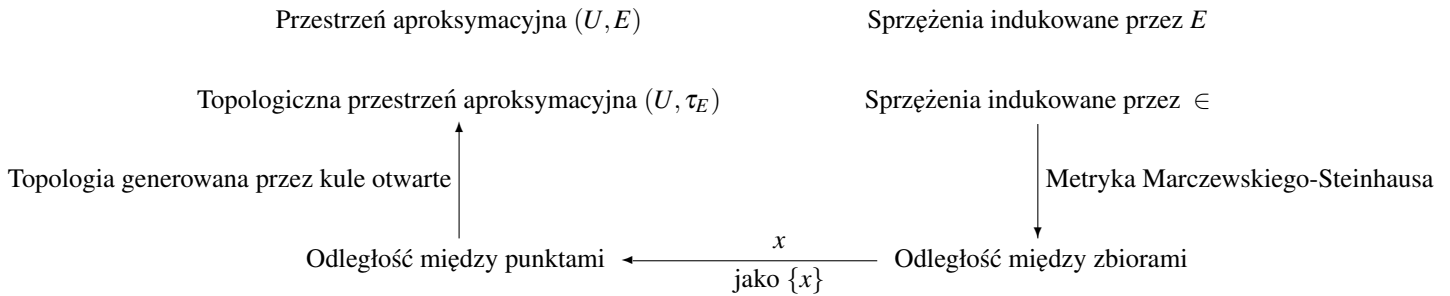 Przestrzeń aproksymacyjna (U, E)
Sprzężenia indukowane przez E
Topologiczna przestrzeń aproksymacyjna (U, τ_E)
Sprzężenia indukowane przez ∈
Topologia generowana przez kule otwarte
Metryka Marczewskiego-Steinhausa
Odległość między punktami
x
jako {x}
Odległość między zbiorami